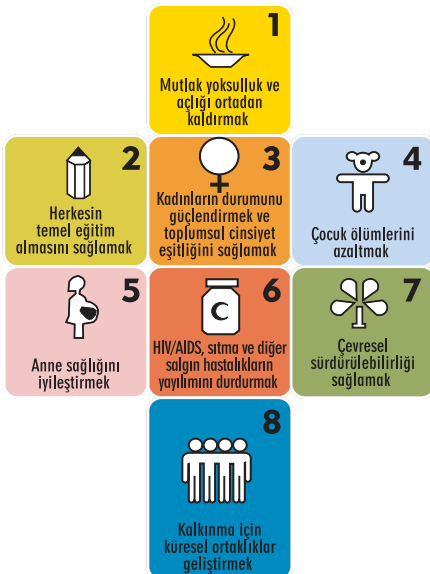 1
Mutlak yoksulluk ve
açlığı ortadan
kaldırmak
2
Herkesin
temel eğitim
almasını sağlamak
3
Kadınların durumunu
güçlendirmek ve
toplumsal cinsiyet
eşitliğini sağlamak
4
Çocuk ölümlerini
azaltmak
5
Anne sağlığını
iyileştirmek
6
HIV/AIDS, sıtma ve diğer
salgın hastalıkların
yayılımını durdurmak
7
Çevresel
sürdürülebilirliği
sağlamak
8
Kalkınma için
küresel ortaklıklar
geliştirmek